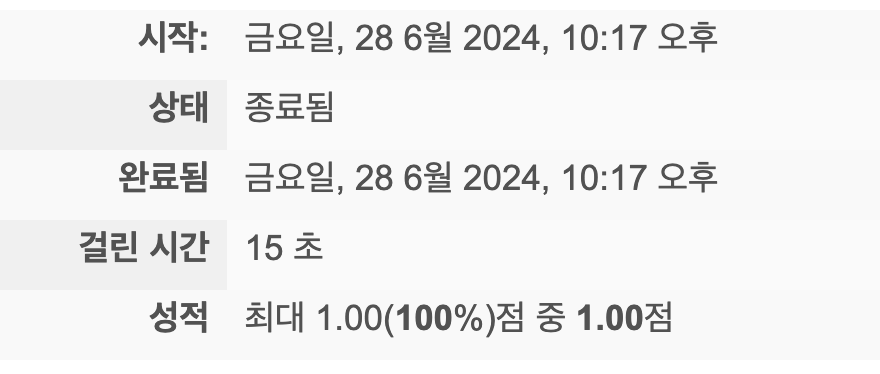 시작: 금요일, 28 6월 2024, 10:17 오후
상태 종료됨
완료됨 금요일, 28 6월 2024, 10:17 오후
걸린 시간 15 초
성적 최대 1.00(100%)점 중 1.00점